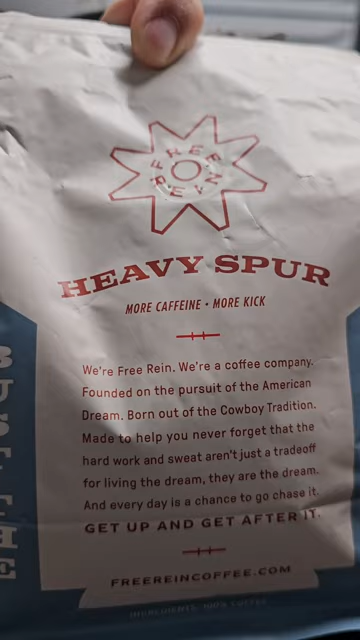 FREE REIN
HEAVY SPUR
MORE CAFFEINE • MORE KICK
We're Free Rein. We're a coffee company.
Founded on the pursuit of the American
Dream. Born out of the Cowboy Tradition.
Made to help you never forget that the
hard work and sweat aren't just a tradeoff
for living the dream, they are the dream.
And every day is a chance to go chase it.
GET UP AND GET AFTER IT.
FREEREINCOFFEE.COM
INGREDIENTS: 100% COFFEE